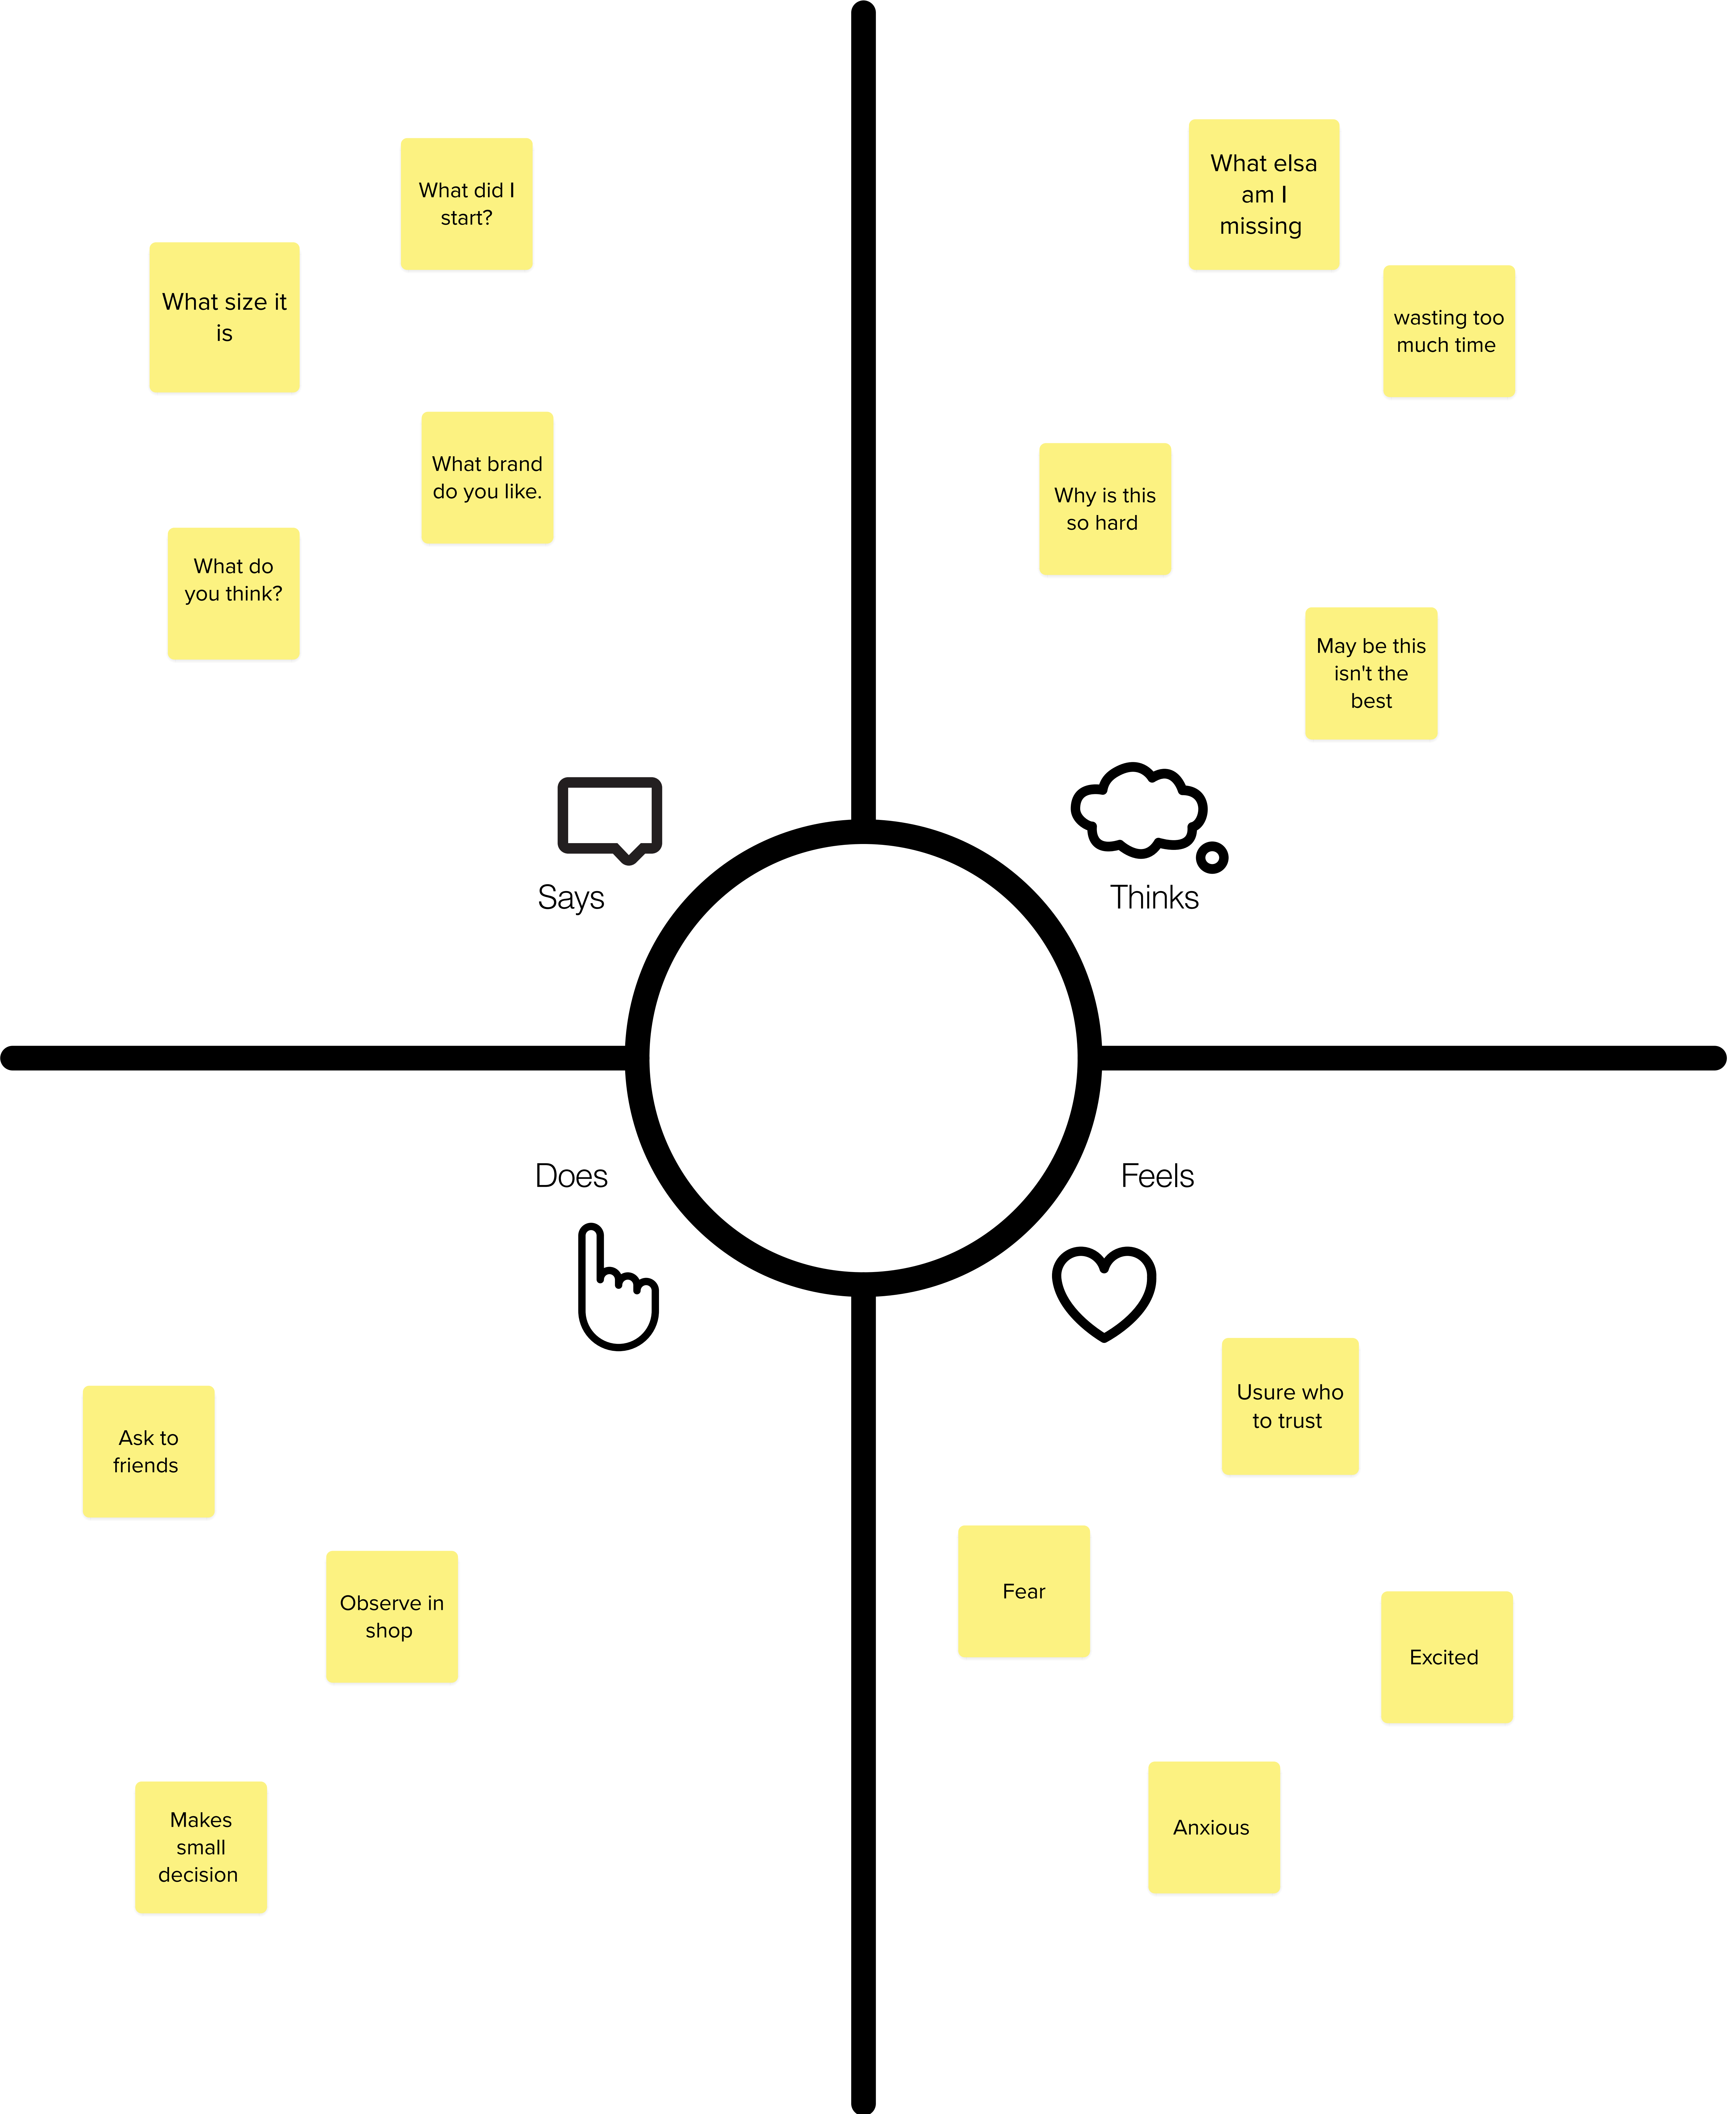 What did I
start?
What size it
is
What brand
do you like.
What do
you think?
Says
What elsa
am I
missing
wasting too
much time
Why is this
so hard
May be this
isn't the
best
Thinks
Does
Ask to
friends
Observe in
shop
Makes
small
decision
Feels
Usure who
to trust
Fear
Excited
Anxious